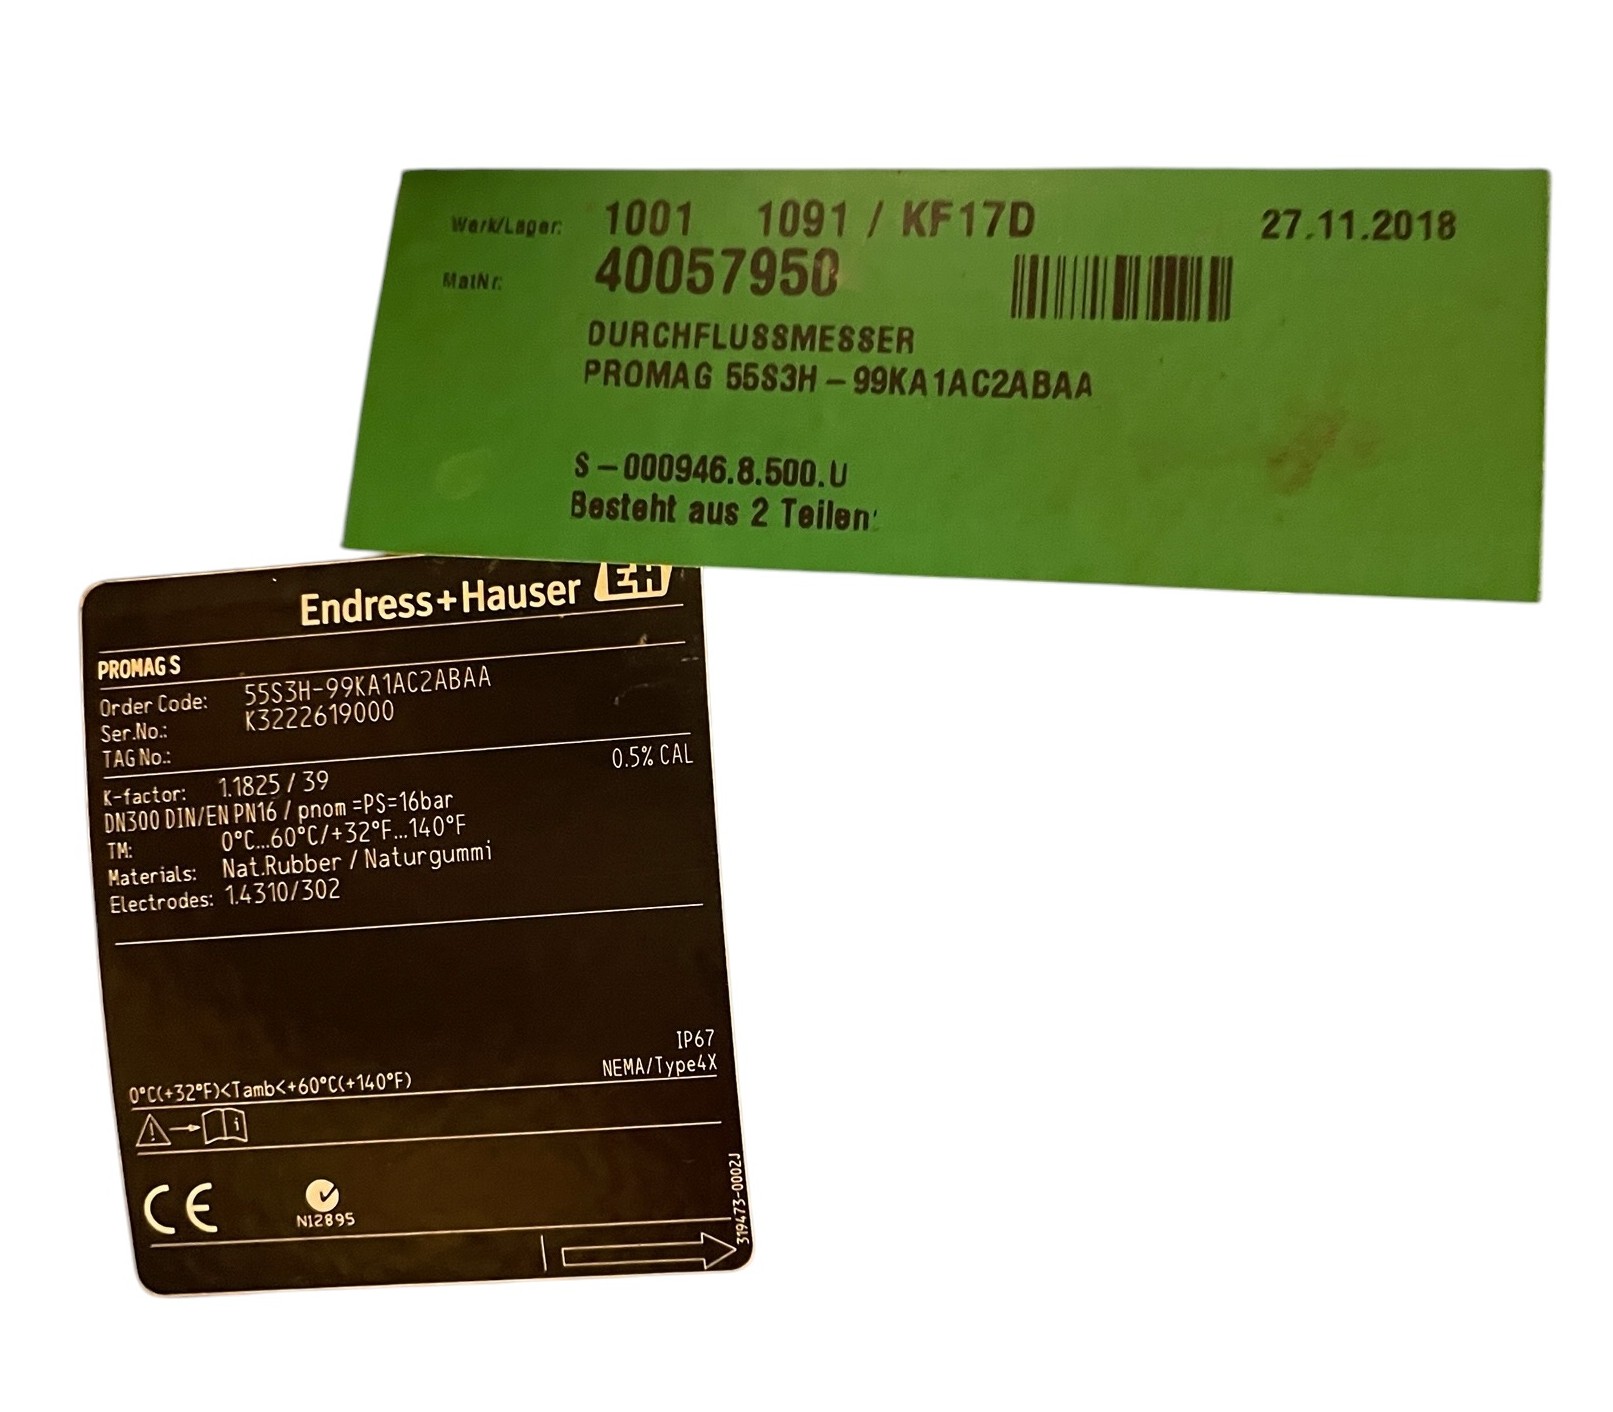 Werk/Lager: 1001 1091 / KF17D 27.11.2018
MatNr: 40057950
DURCHFLUSSMESSER
PROMAG 55S3H – 99KA1AC2ABAA
S – 000946.8.500.U
Besteht aus 2 Teilen:
Endress+Hauser EH
PROMAG S
Order Code: 55S3H-99KA1AC2ABAA
Ser.No.: K3222619000
TAG No.:
0.5% CAL
K-factor: 1.1825 / 39
DN300 DIN/EN PN16 / pnom =PS=16bar
TM: 0°C...60°C/+32°F...140°F
Materials: Nat.Rubber / Naturgummi
Electrodes: 1.4310/302
IP67
0°C(+32°F)<Tamb<+60°C(+140°F) NEMA/Type4X
i
CE
N12895
319473-0002J